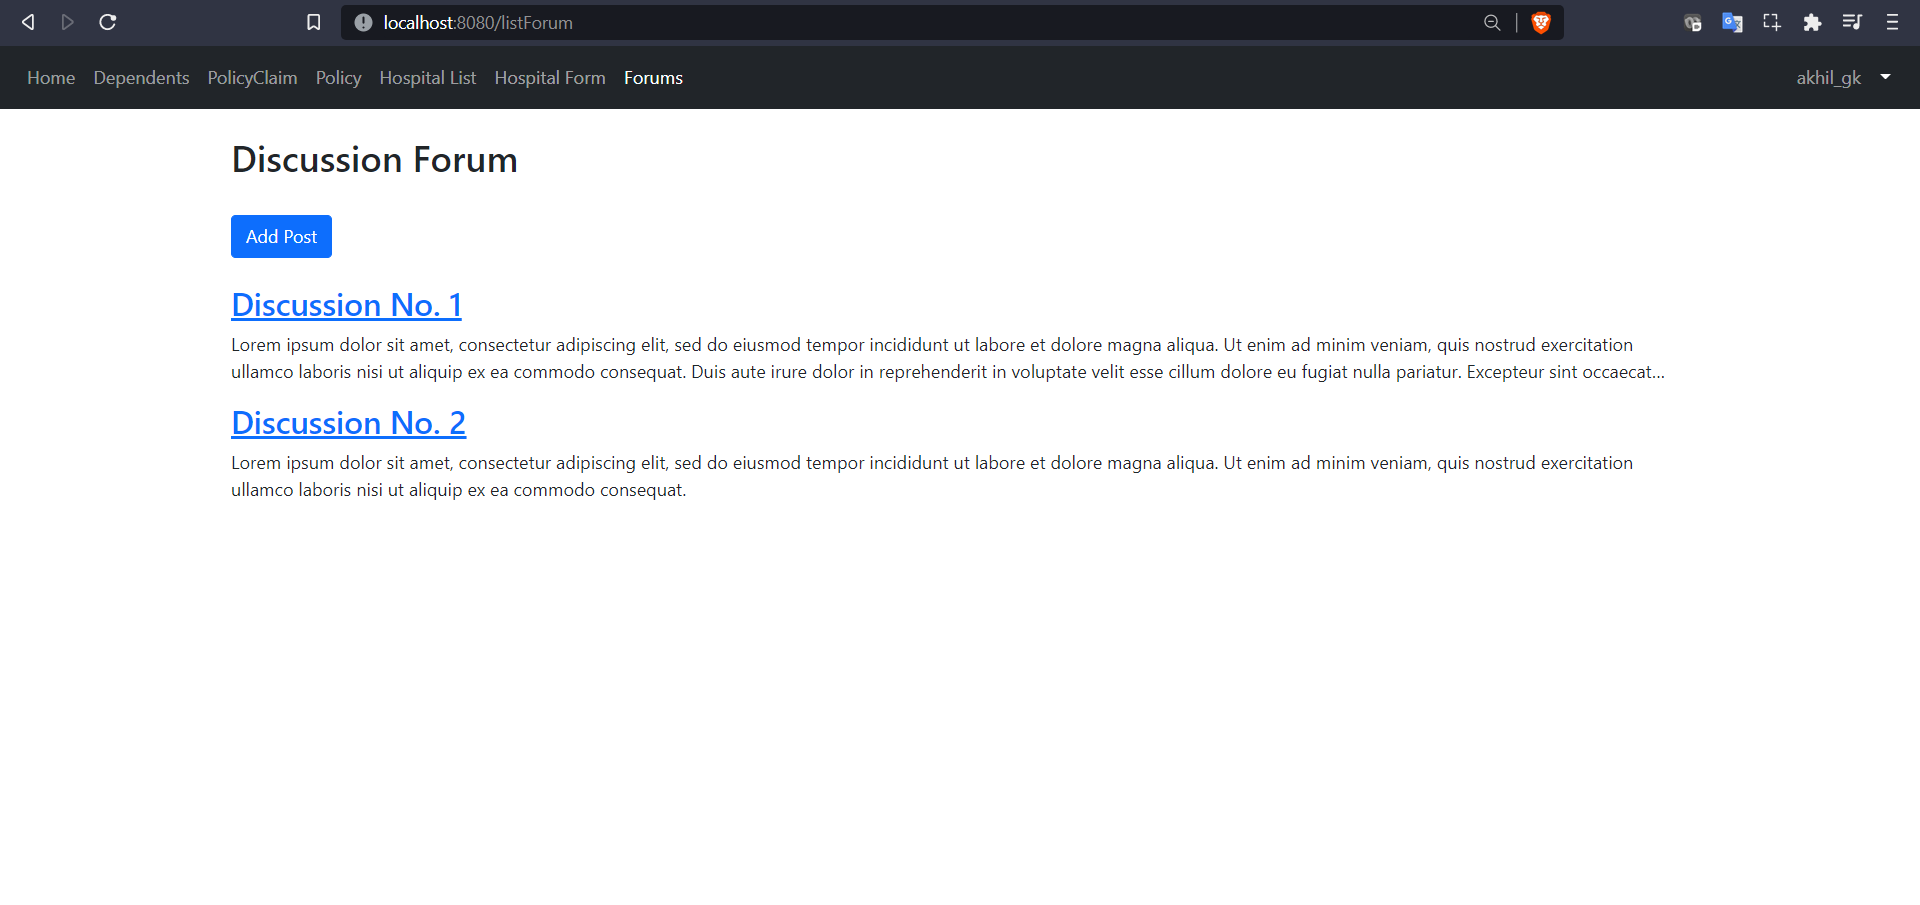 localhost:8080/listForum
Home Dependents PolicyClaim Policy Hospital List Hospital Form Forums akhil_gk
Discussion Forum
Add Post
Discussion No. 1
Lorem ipsum dolor sit amet, consectetur adipiscing elit, sed do eiusmod tempor incididunt ut labore et dolore magna aliqua. Ut enim ad minim veniam, quis nostrud exercitation
ullamco laboris nisi ut aliquip ex ea commodo consequat. Duis aute irure dolor in reprehenderit in voluptate velit esse cillum dolore eu fugiat nulla pariatur. Excepteur sint occaecat...
Discussion No. 2
Lorem ipsum dolor sit amet, consectetur adipiscing elit, sed do eiusmod tempor incididunt ut labore et dolore magna aliqua. Ut enim ad minim veniam, quis nostrud exercitation
ullamco laboris nisi ut aliquip ex ea commodo consequat.